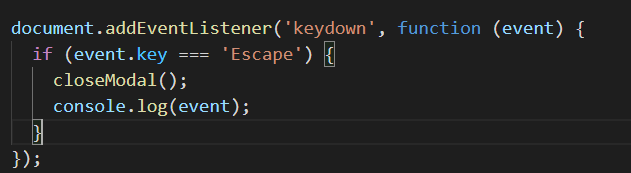 document.addEventListener('keydown', function (event) {
  if (event.key === 'Escape') {
    closeModal();
    console.log(event);
  }
});